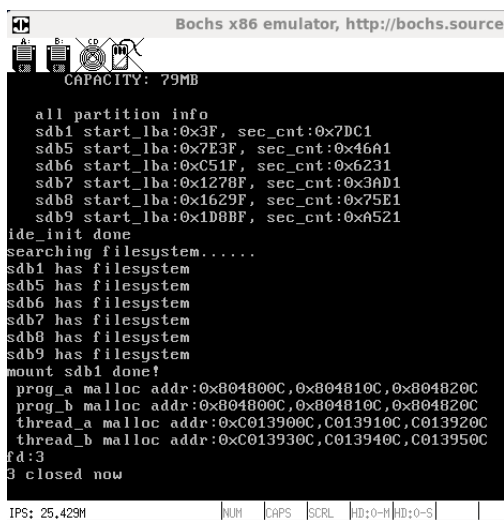 Bochs x86 emulator, http://bochs.source
A:
B:
CD
CAPACITY: 79MB
all partition info
sdb1 start_lba:0x3F, sec_cnt:0x7DC1
sdb5 start_lba:0x7E3F, sec_cnt:0x46A1
sdb6 start_lba:0xC51F, sec_cnt:0x6231
sdb7 start_lba:0x1278F, sec_cnt:0x3AD1
sdb8 start_lba:0x1629F, sec_cnt:0x75E1
sdb9 start_lba:0x1D8BF, sec_cnt:0xA521
ide_init done
searching filesystem......
sdb1 has filesystem
sdb5 has filesystem
sdb6 has filesystem
sdb7 has filesystem
sdb8 has filesystem
sdb9 has filesystem
mount sdb1 done!
prog_a malloc addr:0x804800C,0x804810C,0x804820C
prog_b malloc addr:0x804800C,0x804810C,0x804820C
thread_a malloc addr:0xC013900C,C013910C,C013920C
thread_b malloc addr:0xC013930C,C013940C,C013950C
fd:3
3 closed now
IPS: 25.429M NUM CAPS SCRL HD:0-M HD:0-S